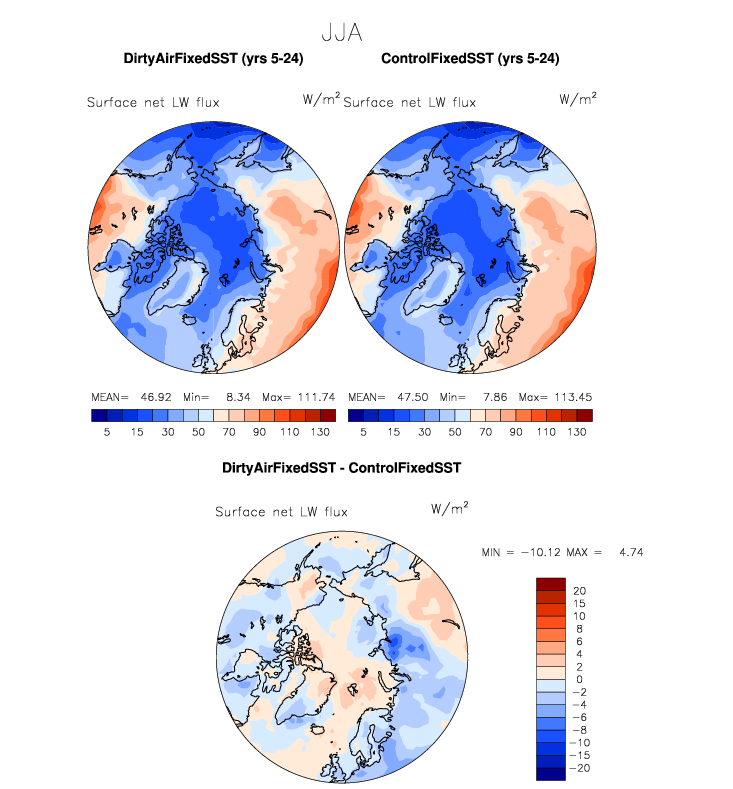 JJA
DirtyAirFixedSST (yrs 5-24) ControlFixedSST (yrs 5-24)
Surface net LW flux W/m² Surface net LW flux W/m²
MEAN= 46.92 Min= 8.34 Max= 111.74 MEAN= 47.50 Min= 7.86 Max= 113.45
5 15 30 50 70 90 110 130 5 15 30 50 70 90 110 130
DirtyAirFixedSST - ControlFixedSST
Surface net LW flux W/m²
MIN = -10.12 MAX = 4.74
20
15
10
8
6
4
2
0
-2
-4
-6
-8
-10
-15
-20